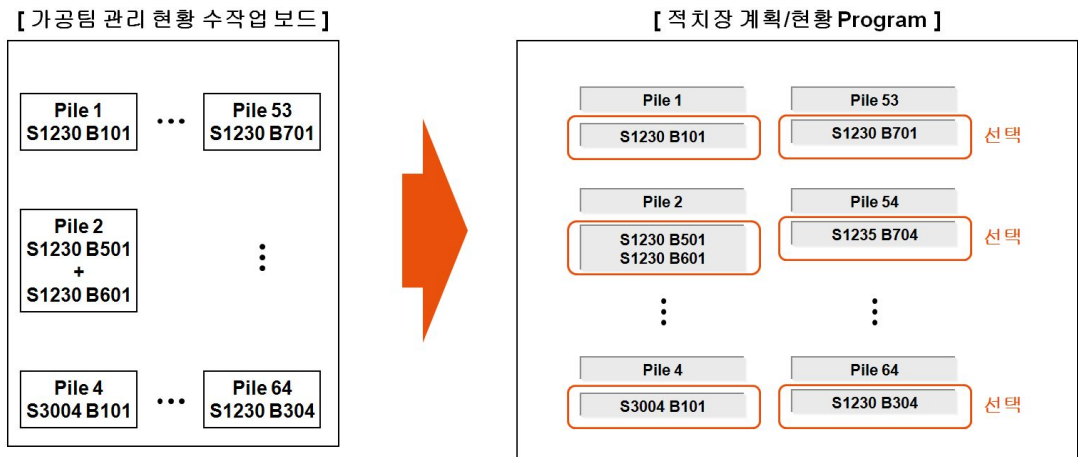 [ 가공팀 관리 현황 수작업 보드 ]
Pile 1
S1230 B101
Pile 53
S1230 B701
Pile 2
S1230 B501
+
S1230 B601
Pile 4
S3004 B101
Pile 64
S1230 B304
[ 적치장 계획/현황 Program ]
Pile 1
S1230 B101
Pile 53
S1230 B701
선택
Pile 2
S1230 B501
S1230 B601
Pile 54
S1235 B704
선택
Pile 4
S3004 B101
Pile 64
S1230 B304
선택